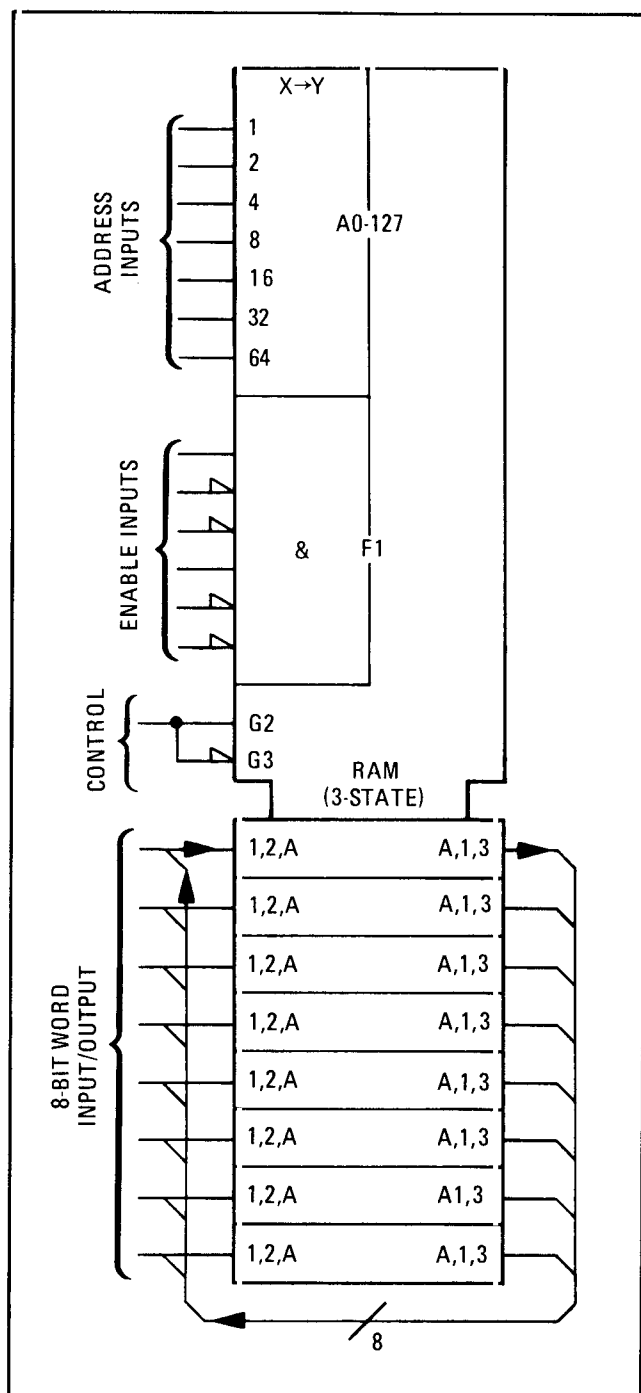 X→Y
ADDRESS
INPUTS
1
2
4
8
16
32
64
A0-127
ENABLE INPUTS
&
F1
CONTROL
G2
G3
RAM
(3-STATE)
8-BIT WORD
INPUT/OUTPUT
1,2,A A,1,3
1,2,A A,1,3
1,2,A A,1,3
1,2,A A,1,3
1,2,A A,1,3
1,2,A A,1,3
1,2,A A1,3
1,2,A A,1,3
8